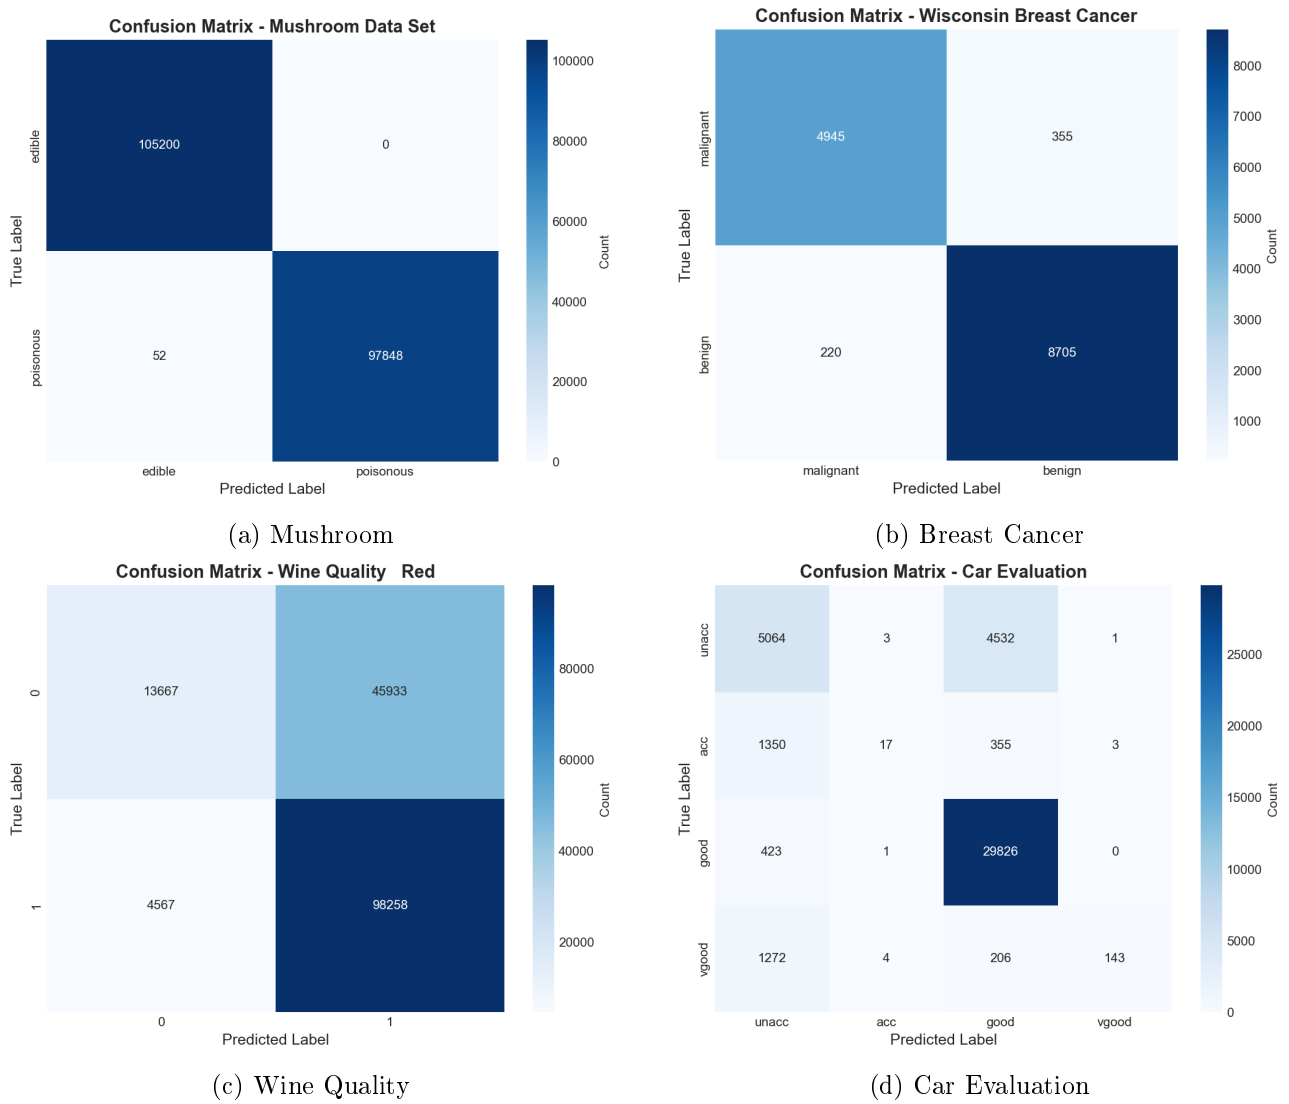 Confusion Matrix - Mushroom Data Set
True Label
edible
poisonous
105200 0
52 97848
edible poisonous
Predicted Label
100000
80000
60000
40000
20000
0
Count
(a) Mushroom
Confusion Matrix - Wisconsin Breast Cancer
True Label
malignant
benign
4945 355
220 8705
malignant benign
Predicted Label
8000
7000
6000
5000
4000
3000
2000
1000
Count
(b) Breast Cancer
Confusion Matrix - Wine Quality   Red
True Label
0
1
13667 45933
4567 98258
0 1
Predicted Label
80000
60000
40000
20000
Count
(c) Wine Quality
Confusion Matrix - Car Evaluation
True Label
unacc
acc
good
vgood
5064 3 4532 1
1350 17 355 3
423 1 29826 0
1272 4 206 143
unacc acc good vgood
Predicted Label
25000
20000
15000
10000
5000
0
Count
(d) Car Evaluation